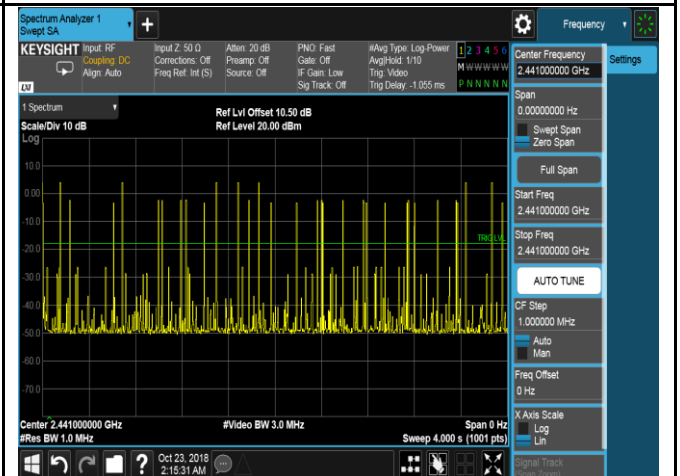 Spectrum Analyzer 1
Swept SA
+
Frequency
KEYSIGHT
Input: RF
Coupling: DC
Align: Auto
Input Z: 50 Ω
Corrections: Off
Freq Ref: Int (S)
Atten: 20 dB
Preamp: Off
Source: Off
PNO: Fast
Gate: Off
IF Gain: Low
Sig Track: Off
#Avg Type: Log-Power
Avg|Hold: 1/10
Trig: Video
Trig Delay: -1.055 ms
1 2 3 4 5 6
M W W W W W
P N N N N N
LXI
1 Spectrum
Scale/Div 10 dB
Ref Lvl Offset 10.50 dB
Ref Level 20.00 dBm
Log
10.0
0.00
-10.0
-20.0
-30.0
-40.0
-50.0
-60.0
-70.0
TRIG LVL
Center 2.441000000 GHz
#Video BW 3.0 MHz
Span 0 Hz
#Res BW 1.0 MHz
Sweep 4.000 s (1001 pts)
Oct 23, 2018
2:15:31 AM
Center Frequency
2.441000000 GHz
Settings
Span
0.00000000 Hz
Swept Span
Zero Span
Full Span
Start Freq
2.441000000 GHz
Stop Freq
2.441000000 GHz
AUTO TUNE
CF Step
1.000000 MHz
Auto
Man
Freq Offset
0 Hz
X Axis Scale
Log
Lin
Signal Track
(Span Zoom)